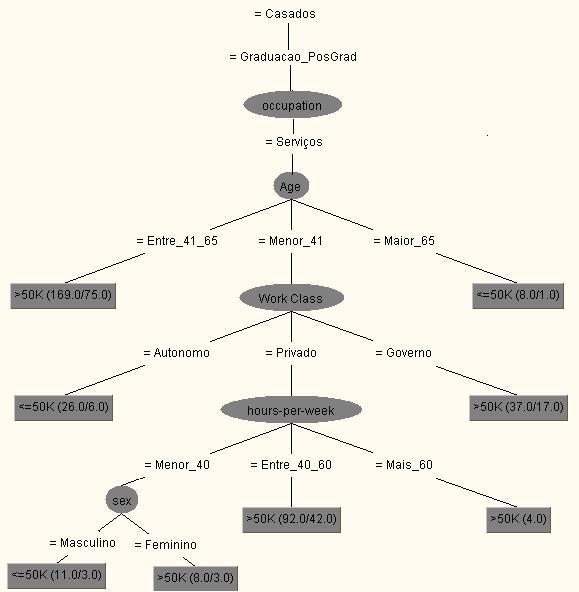 = Casados
= Graduacao_PosGrad
occupation
= Serviços
Age
= Entre_41_65
= Menor_41
= Maior_65
>50K (169.0/75.0)
Work Class
<=50K (8.0/1.0)
= Autonomo
= Privado
= Governo
<=50K (26.0/6.0)
hours-per-week
>50K (37.0/17.0)
= Menor_40
= Entre_40_60
= Mais_60
sex
>50K (92.0/42.0)
>50K (4.0)
= Masculino
= Feminino
<=50K (11.0/3.0)
>50K (8.0/3.0)